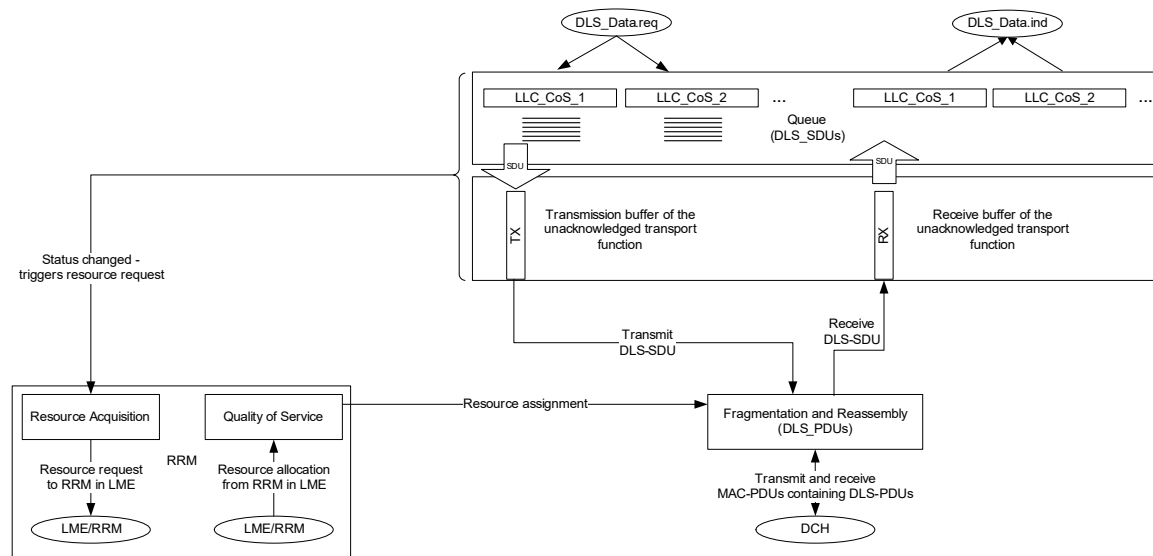 DLS_Data.req
DLS_Data.ind
LLC_CoS_1
LLC_CoS_2
...
LLC_CoS_1
LLC_CoS_2
...
Queue
(DLS_SDUs)
SDU
SDU
TX
Transmission buffer of the
unacknowledged transport
function
RX
Receive buffer of the
unacknowledged transport
function
Status changed -
triggers resource request
Transmit
DLS-SDU
Receive
DLS-SDU
Resource Acquisition
Quality of Service
Resource assignment
Fragmentation and Reassembly
(DLS_PDUs)
RRM
Resource request
to RRM in LME
Resource allocation
from RRM in LME
Transmit and receive
MAC-PDUs containing DLS-PDUs
LME/RRM
LME/RRM
DCH